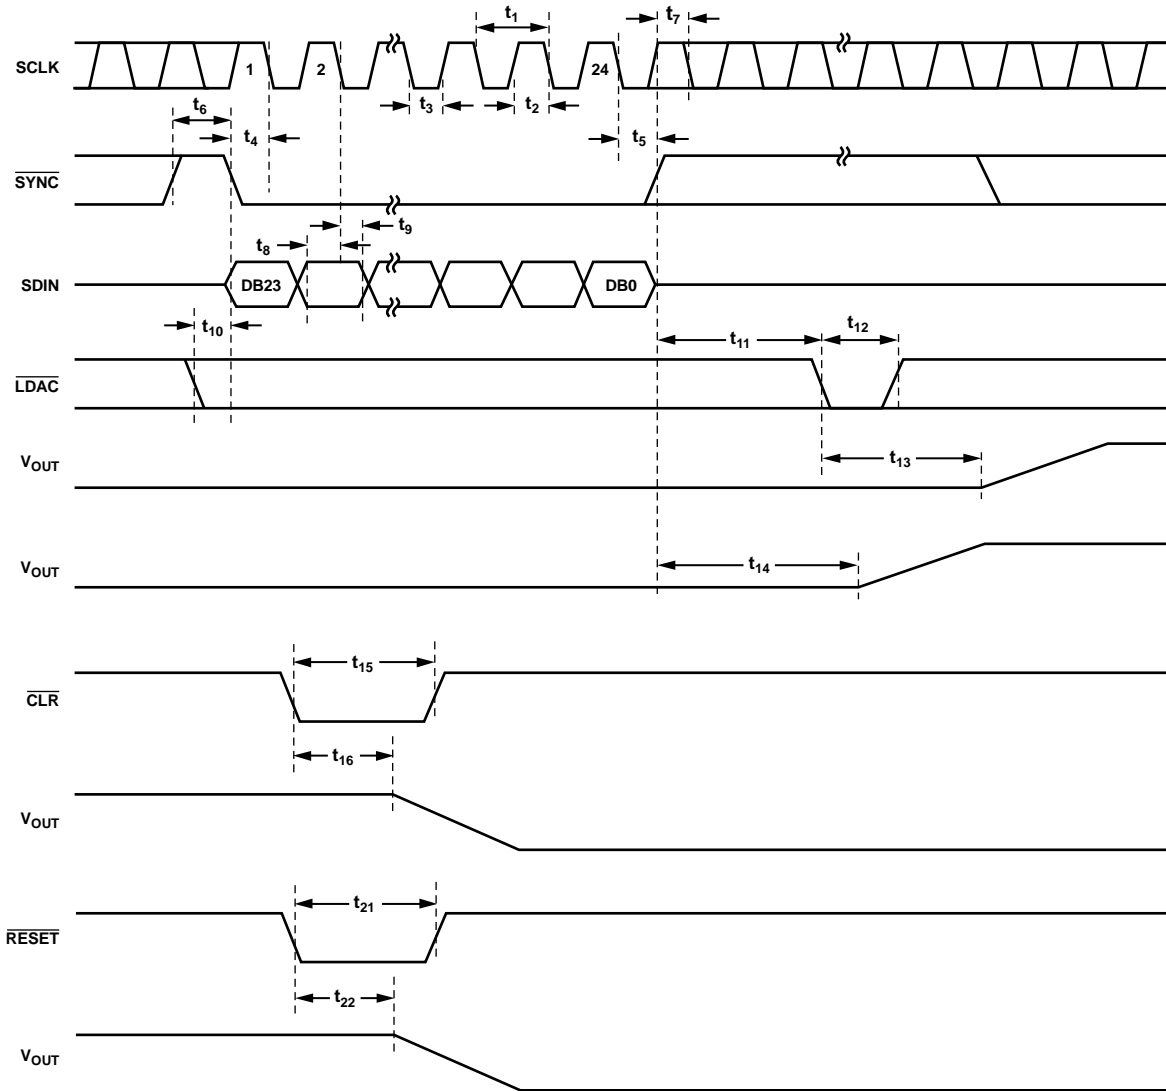 t1
t7
SCLK
1
2
24
t3
t2
t6
t4
t5
SYNC
t9
t8
SDIN
DB23
DB0
t10
t11
t12
LDAC
t13
VOUT
t14
VOUT
t15
CLR
t16
VOUT
t21
RESET
t22
VOUT